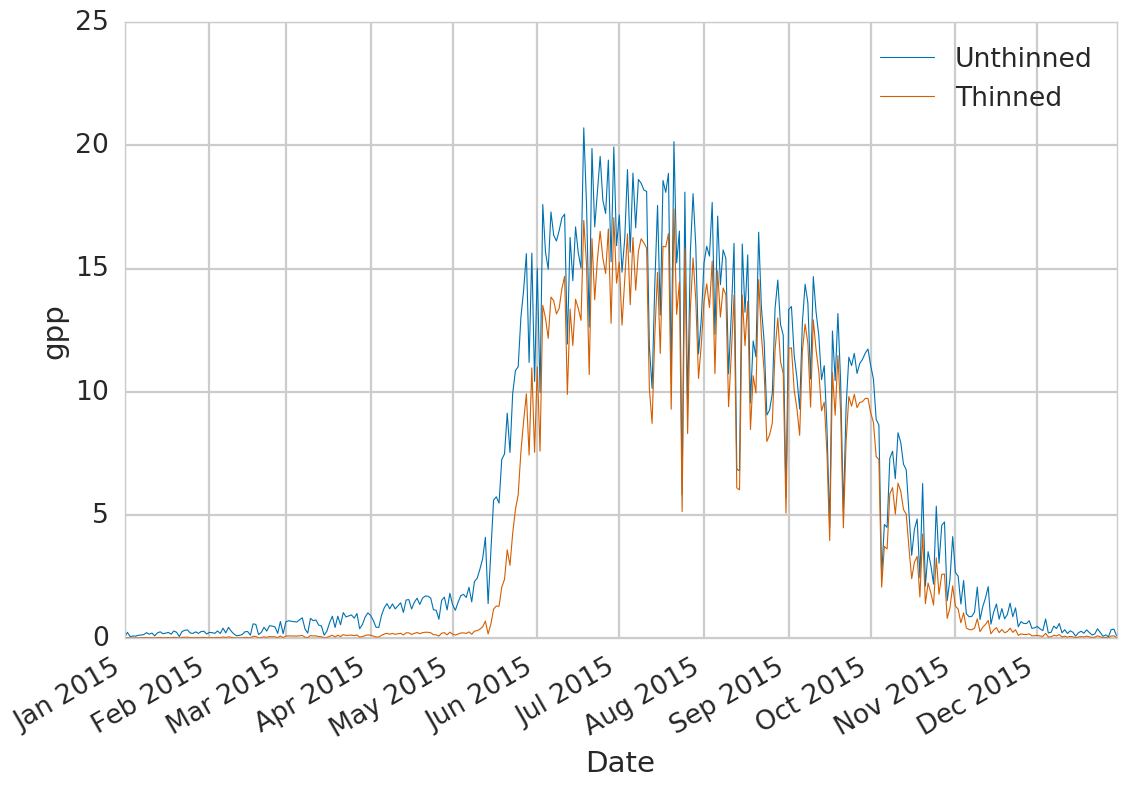 25
20
15
10
5
0
gpp
Unthinned
Thinned
Jan 2015
Feb 2015
Mar 2015
Apr 2015
May 2015
Jun 2015
Jul 2015
Aug 2015
Sep 2015
Oct 2015
Nov 2015
Dec 2015
Date